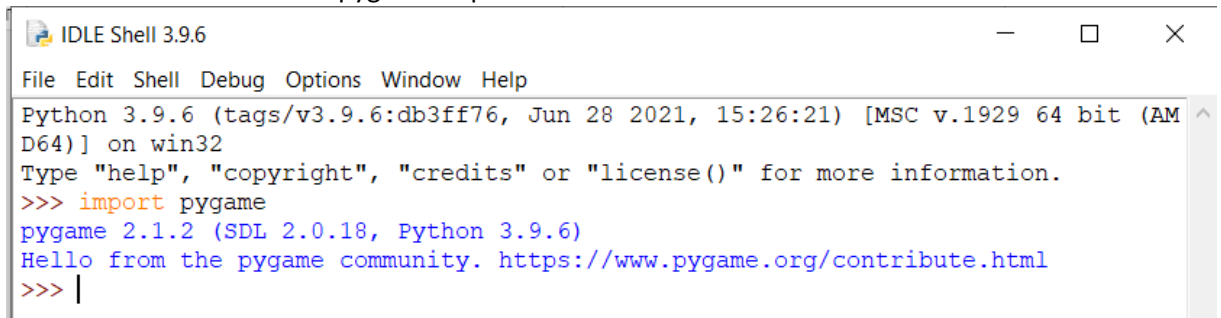 IDLE Shell 3.9.6
File Edit Shell Debug Options Window Help
Python 3.9.6 (tags/v3.9.6:db3ff76, Jun 28 2021, 15:26:21) [MSC v.1929 64 bit (AM
D64)] on win32
Type "help", "copyright", "credits" or "license()" for more information.
>>> import pygame
pygame 2.1.2 (SDL 2.0.18, Python 3.9.6)
Hello from the pygame community. https://www.pygame.org/contribute.html
>>>